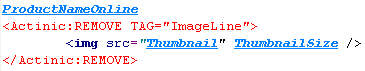 ProductNameOnline
<Actinic:REMOVE TAG="ImageLine">
<img src="Thumbnail" ThumbnailSize />
</Actinic:REMOVE>